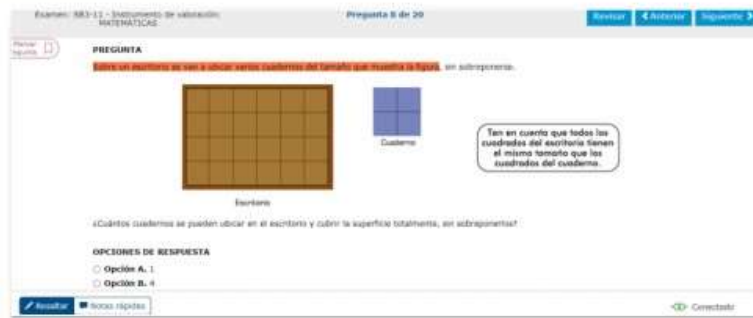 Examen: BB3-11 - Instrumento de valoración: MATEMÁTICAS
Pregunta 8 de 20
Revisar
Anterior
Siguiente
PREGUNTA
Sobre un escritorio se van a ubicar varios cuadernos del tamaño que muestra la figura, sin sobreponerse.
Cuaderno
Ten en cuenta que todos los
cuadrados del escritorio tienen
el mismo tamaño que los
cuadrados del cuaderno.
Escritorio
¿Cuántos cuadernos se pueden ubicar en el escritorio y cubrir la superficie totalmente, sin sobreponerlos?
OPCIONES DE RESPUESTA
Opción A. 1
Opción B. 4
Resaltar
Notas rápidas
Conectado